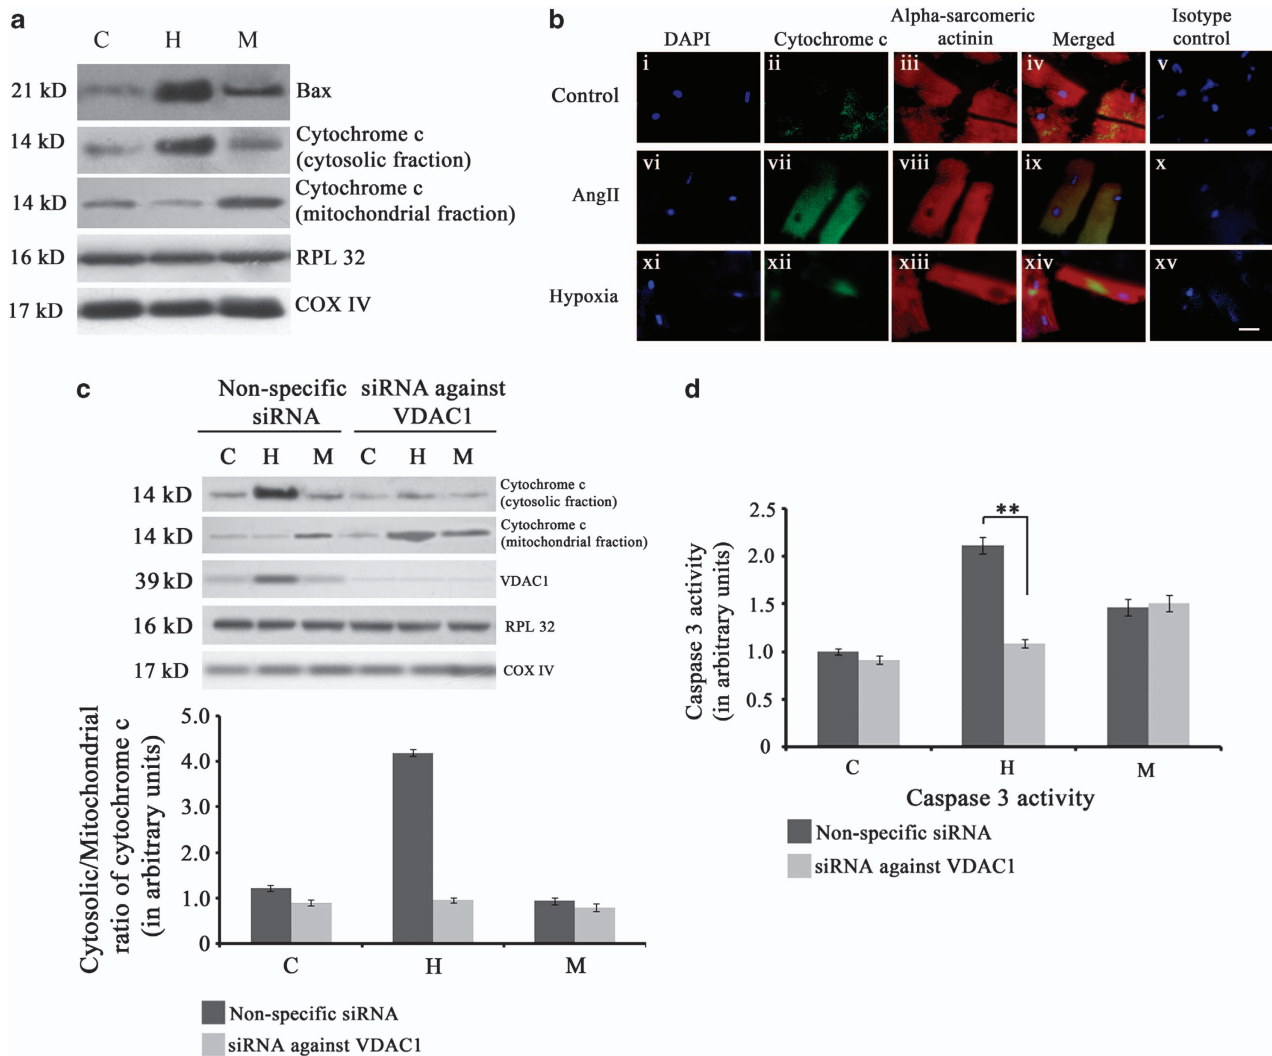 a
C H M
21 kD Bax
14 kD Cytochrome c
(cytosolic fraction)
14 kD Cytochrome c
(mitochondrial fraction)
16 kD RPL 32
17 kD COX IV
b
DAPI Cytochrome c Alpha-sarcomeric
actinin Merged Isotype
control
Control i ii iii iv v
AngII vi vii viii ix x
Hypoxia xi xii xiii xiv xv
c
Non-specific
siRNA
siRNA against
VDAC1
C H M C H M
14 kD Cytochrome c
(cytosolic fraction)
14 kD Cytochrome c
(mitochondrial fraction)
39 kD VDAC1
16 kD RPL 32
17 kD COX IV
Cytosolic/Mitochondrial
ratio of cytochrome c
(in arbitrary units)
5.0
4.0
3.0
2.0
1.0
0
C H M
Non-specific siRNA
siRNA against VDAC1
d
Caspase 3 activity
(in arbitrary units)
2.5
2.0
1.5
1.0
0.5
0
**
C H M
Caspase 3 activity
Non-specific siRNA
siRNA against VDAC1